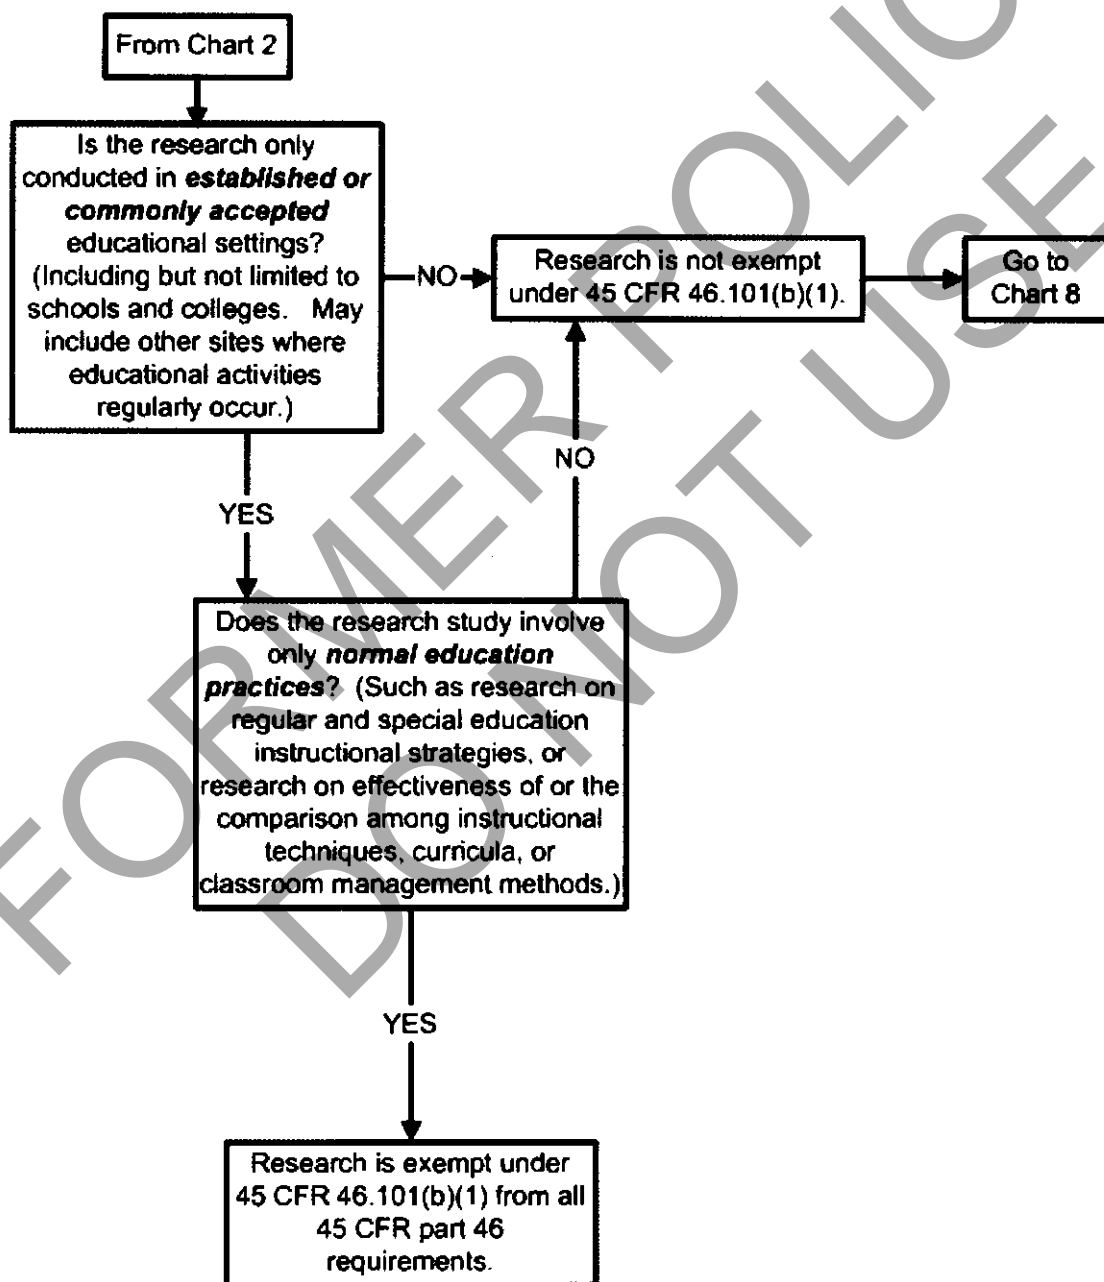 From Chart 2
Is the research only
conducted in established or
commonly accepted
educational settings?
(Including but not limited to
schools and colleges. May
include other sites where
educational activities
regularly occur.)
NO
Research is not exempt
under 45 CFR 46.101(b)(1).
Go to
Chart 8
NO
YES
Does the research study involve
only normal education
practices? (Such as research on
regular and special education
instructional strategies, or
research on effectiveness of or the
comparison among instructional
techniques, curricula, or
classroom management methods.)
YES
Research is exempt under
45 CFR 46.101(b)(1) from all
45 CFR part 46
requirements.
FORMER POLIC
DO NOT USE